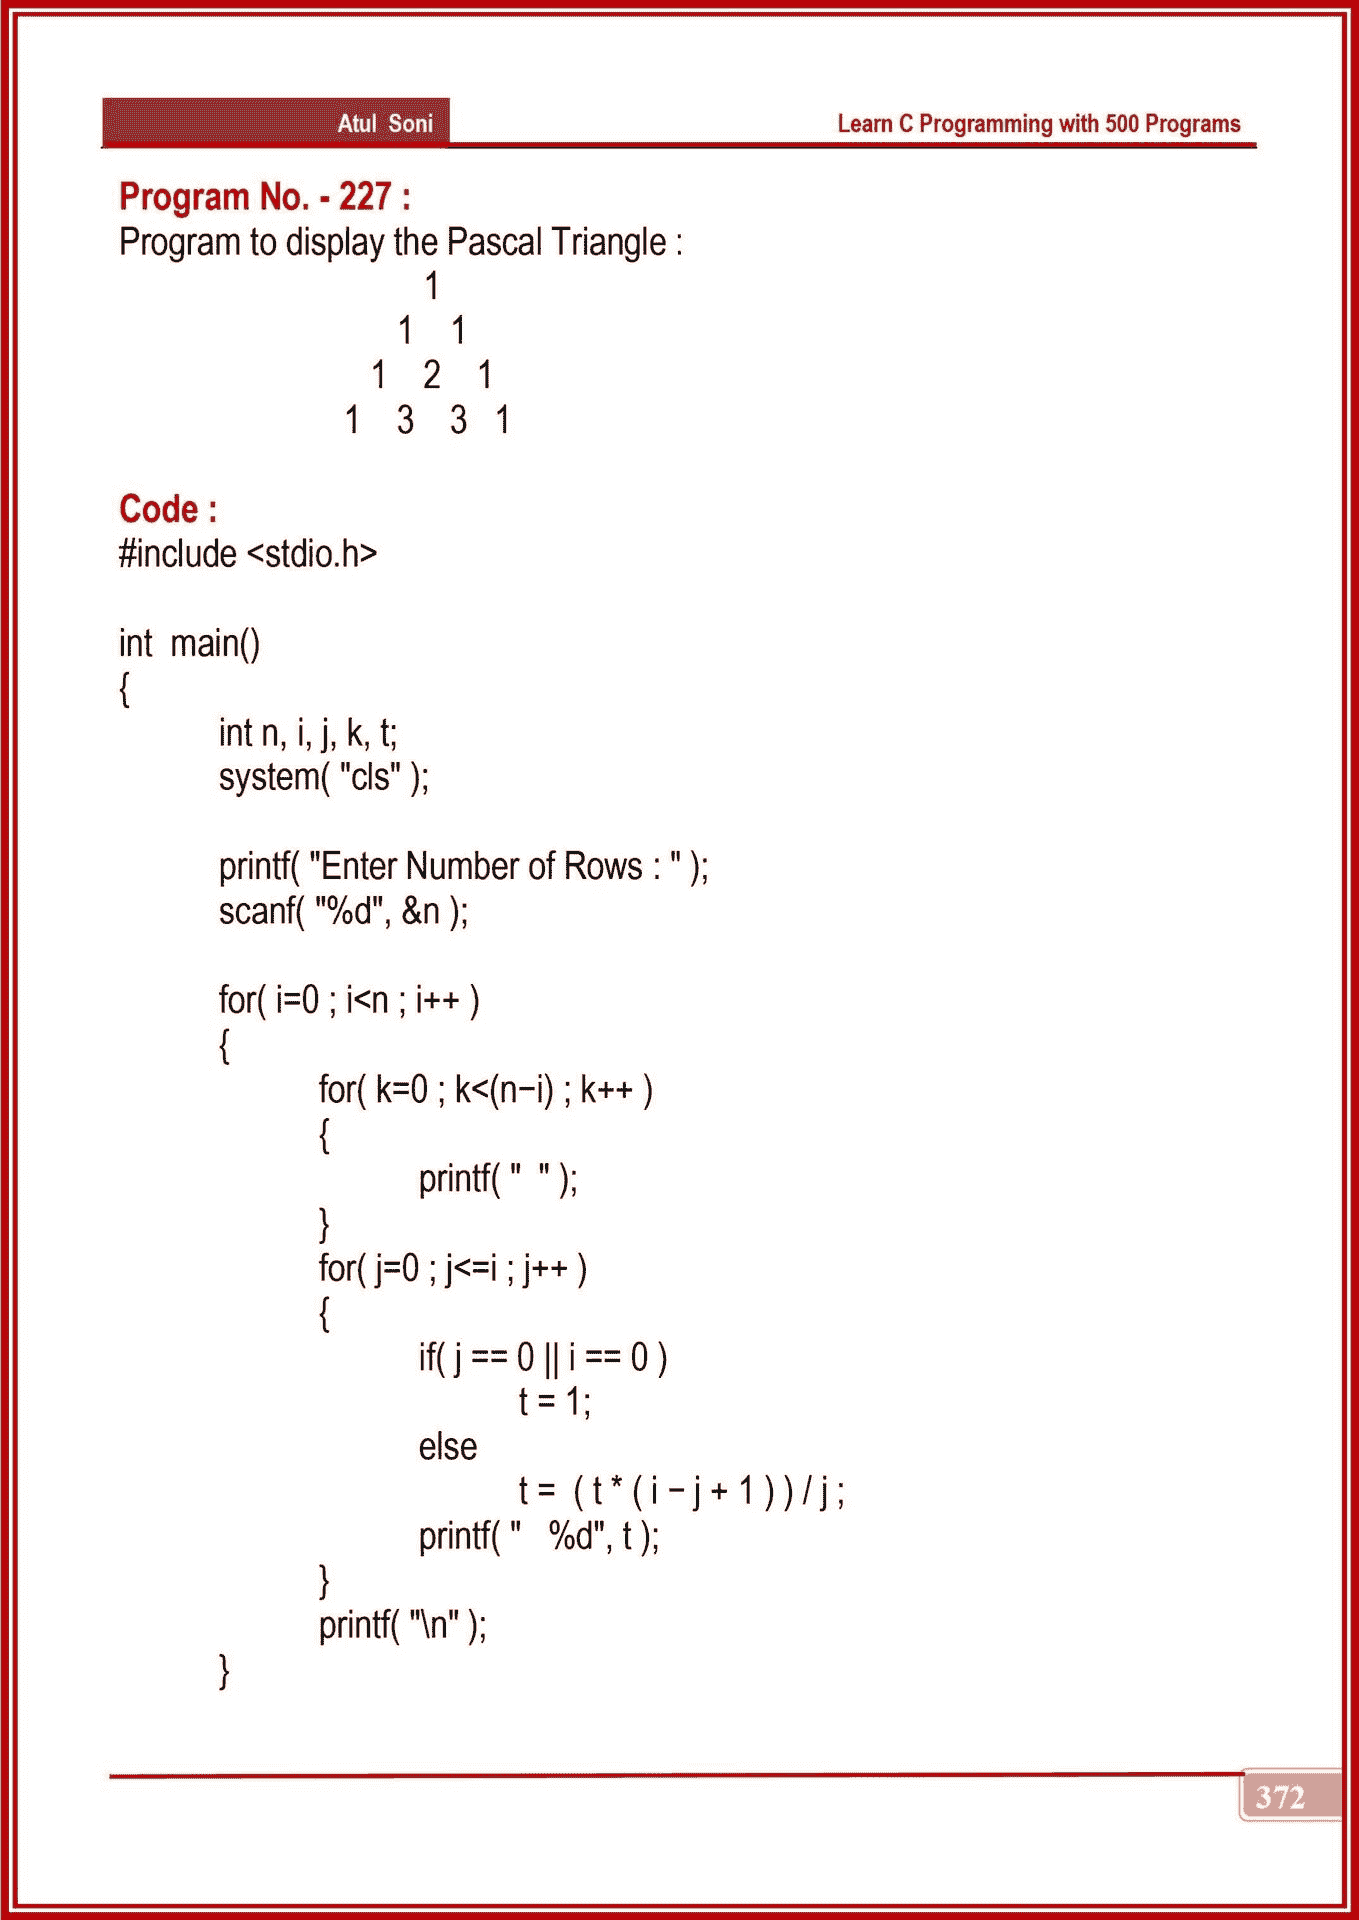 Atul  Soni
Learn C Programming with 500 Programs
Program No. - 227 :
Program to display the Pascal Triangle :
1
1    1
1    2    1
1    3    3   1
Code :
#include <stdio.h>
int  main()
{
int n, i, j, k, t;
system( "cls" );
printf( "Enter Number of Rows : " );
scanf( "%d", &n );
for( i=0 ; i<n ; i++ )
{
for( k=0 ; k<(n−i) ; k++ )
{
printf( "  " );
}
for( j=0 ; j<=i ; j++ )
{
if( j == 0 || i == 0 )
t = 1;
else
t =  ( t * ( i − j + 1 ) ) / j ;
printf( "   %d", t );
}
printf( "\n" );
}
372